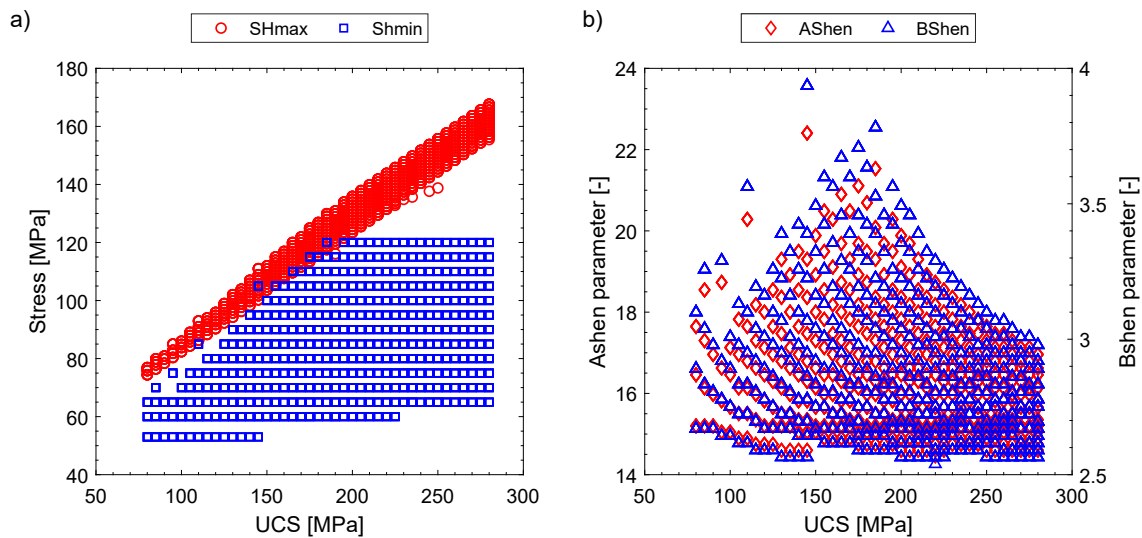 a)
SHmax Shmin
180
160
140
120
100
80
60
40
50 100 150 200 250 300
Stress [MPa]
UCS [MPa]
b)
AShen BShen
24
22
20
18
16
14
50 100 150 200 250 300
4
3.5
3
2.5
Ashen parameter [-]
Bshen parameter [-]
UCS [MPa]